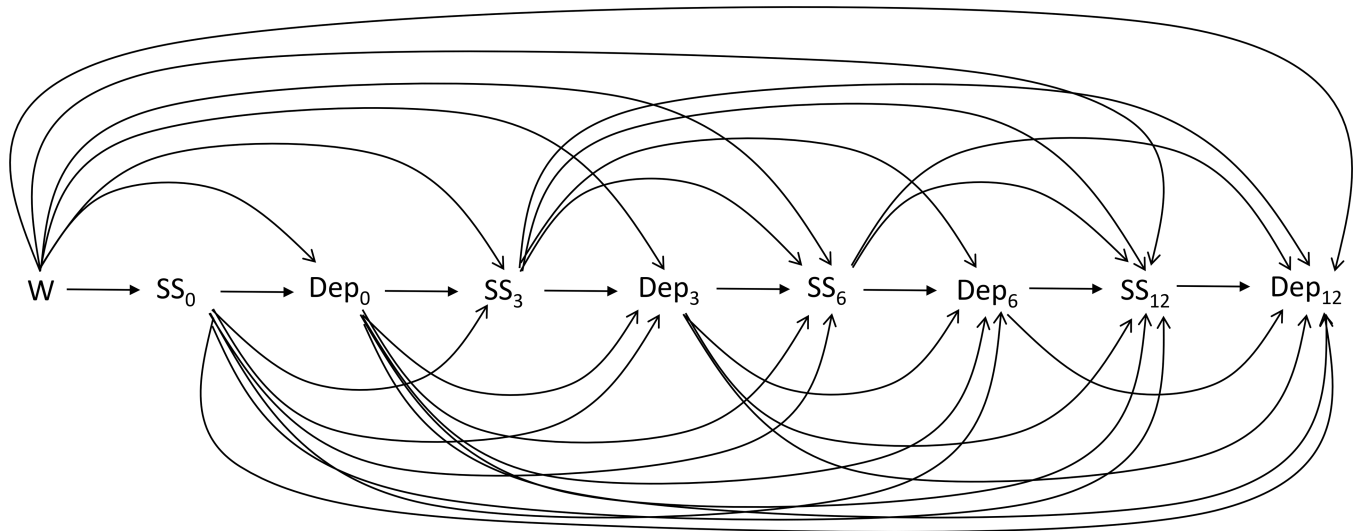 W SS₀ Dep₀ SS₃ Dep₃ SS₆ Dep₆ SS₁₂ Dep₁₂